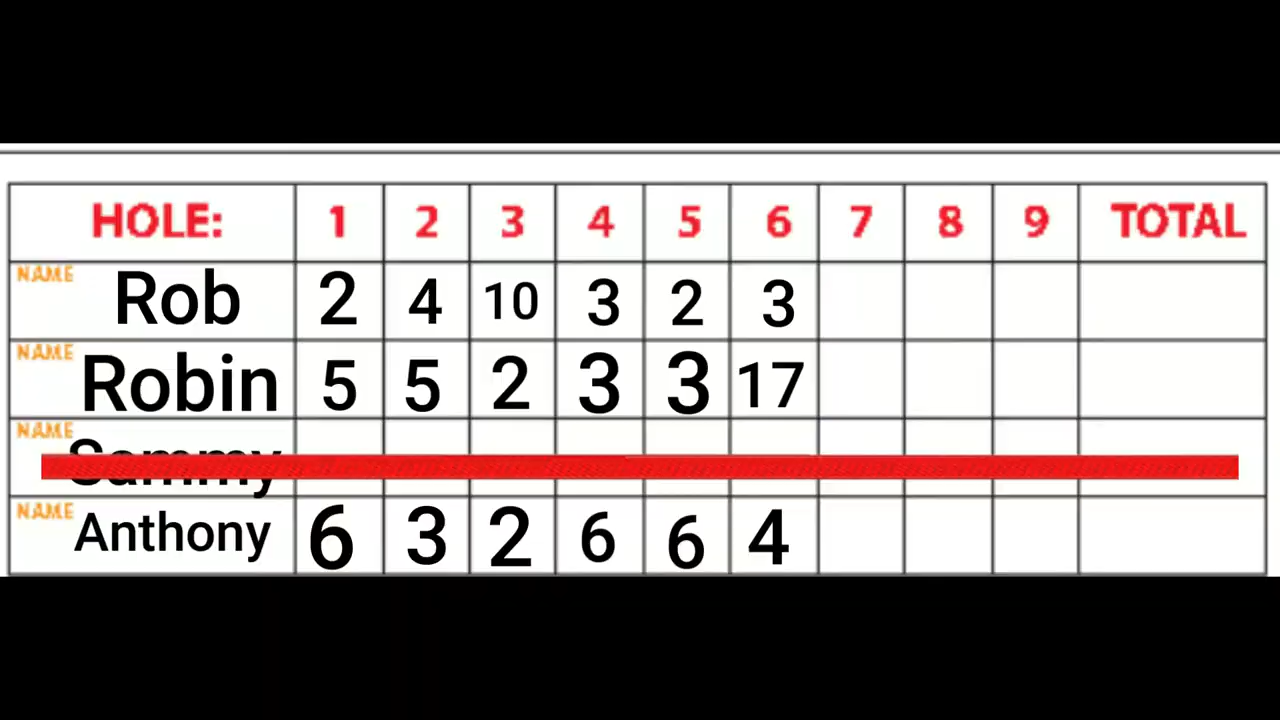 HOLE: 1 2 3 4 5 6 7 8 9 TOTAL
NAME Rob 2 4 10 3 2 3
NAME Robin 5 5 2 3 3 17
NAME Sammy
NAME Anthony 6 3 2 6 6 4